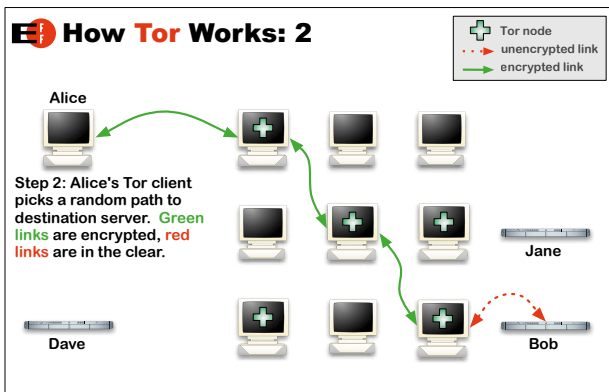 EFF How Tor Works: 2
Tor node
unencrypted link
encrypted link
Alice
Step 2: Alice's Tor client
picks a random path to
destination server. Green
links are encrypted, red
links are in the clear.
Jane
Dave
Bob